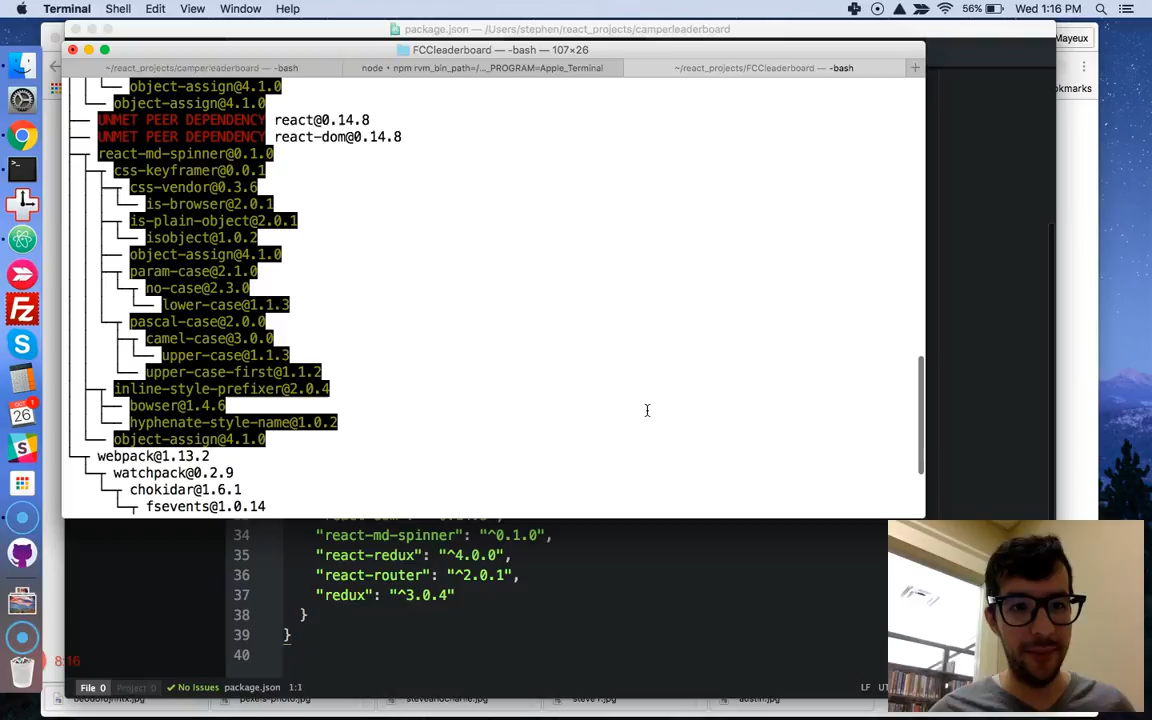 Terminal Shell Edit View Window Help
56% Wed 1:16 PM
package.json — /Users/stephen/react_projects/camperleaderboard
Mayeux
FCCleaderboard — -bash — 107×26
~/react_projects/camperleaderboard — -bash
node • npm rvm_bin_path=/..._PROGRAM=Apple_Terminal
~/react_projects/FCCleaderboard — -bash
object-assign@4.1.0
object-assign@4.1.0
UNMET PEER DEPENDENCY react@0.14.8
UNMET PEER DEPENDENCY react-dom@0.14.8
react-md-spinner@0.1.0
css-keyframer@0.0.1
css-vendor@0.3.6
is-browser@2.0.1
is-plain-object@2.0.1
isobject@1.0.2
object-assign@4.1.0
param-case@2.1.0
no-case@2.3.0
lower-case@1.1.3
pascal-case@2.0.0
camel-case@3.0.0
upper-case@1.1.3
upper-case-first@1.1.2
inline-style-prefixer@2.0.4
bowser@1.4.6
hyphenate-style-name@1.0.2
object-assign@4.1.0
webpack@1.13.2
watchpack@0.2.9
chokidar@1.6.1
fsevents@1.0.14
34 "react-md-spinner": "^0.1.0",
35 "react-redux": "^4.0.0",
36 "react-router": "^2.0.1",
37 "redux": "^3.0.4"
38 }
39 }
40
File 0 Project 0 No Issues package.json 1:1 LF
8:16